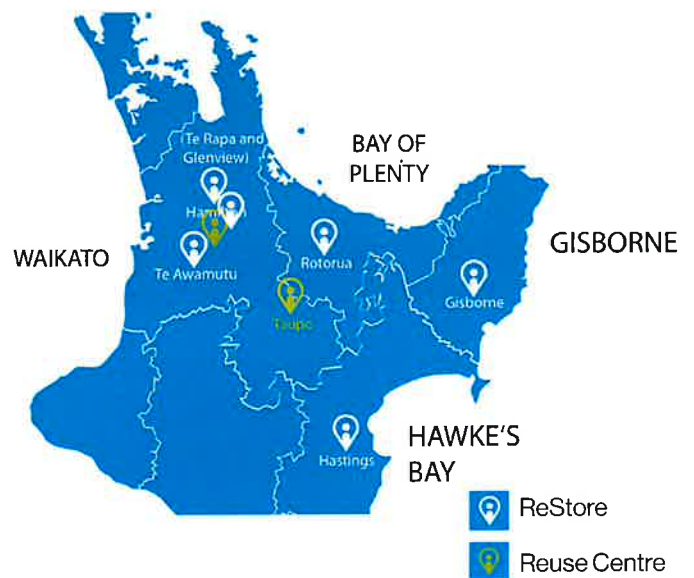 (Te Rapa and
Glenview)
BAY OF
PLENTY
Hamilton
WAIKATO
Te Awamutu
Rotorua
GISBORNE
Gisborne
Taupo
HAWKE'S
BAY
Hastings
ReStore
Reuse Centre